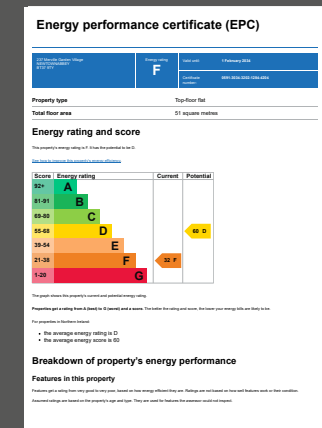 Energy performance certificate (EPC)
237 Merville Garden Village
NEWTOWNABBEY
BT37 9TY
Energy rating
F
Valid until: 1 February 2034
Certificate number:
Property type Top-floor flat
Total floor area 51 square metres
Energy rating and score
This property's energy rating is F. It has the potential to be D.
See how to improve this property's energy efficiency.
Score Energy rating Current Potential
92+ A
81-91 B
69-80 C
55-68 D 60 D
39-54 E
21-38 F 32 F
1-20 G
The graph shows this property's current and potential energy rating.
Properties get a rating from A (best) to G (worst) and a score. The better the rating and score, the lower your energy bills are likely to be.
For properties in Northern Ireland:
• the average energy rating is D
• the average energy score is 60
Breakdown of property's energy performance
Features in this property
Features get a rating from very good to very poor, based on how energy efficient they are. Ratings are not based on how well features work or their condition.
Assumed ratings are based on the property's age and type. They are used for features the assessor could not inspect.